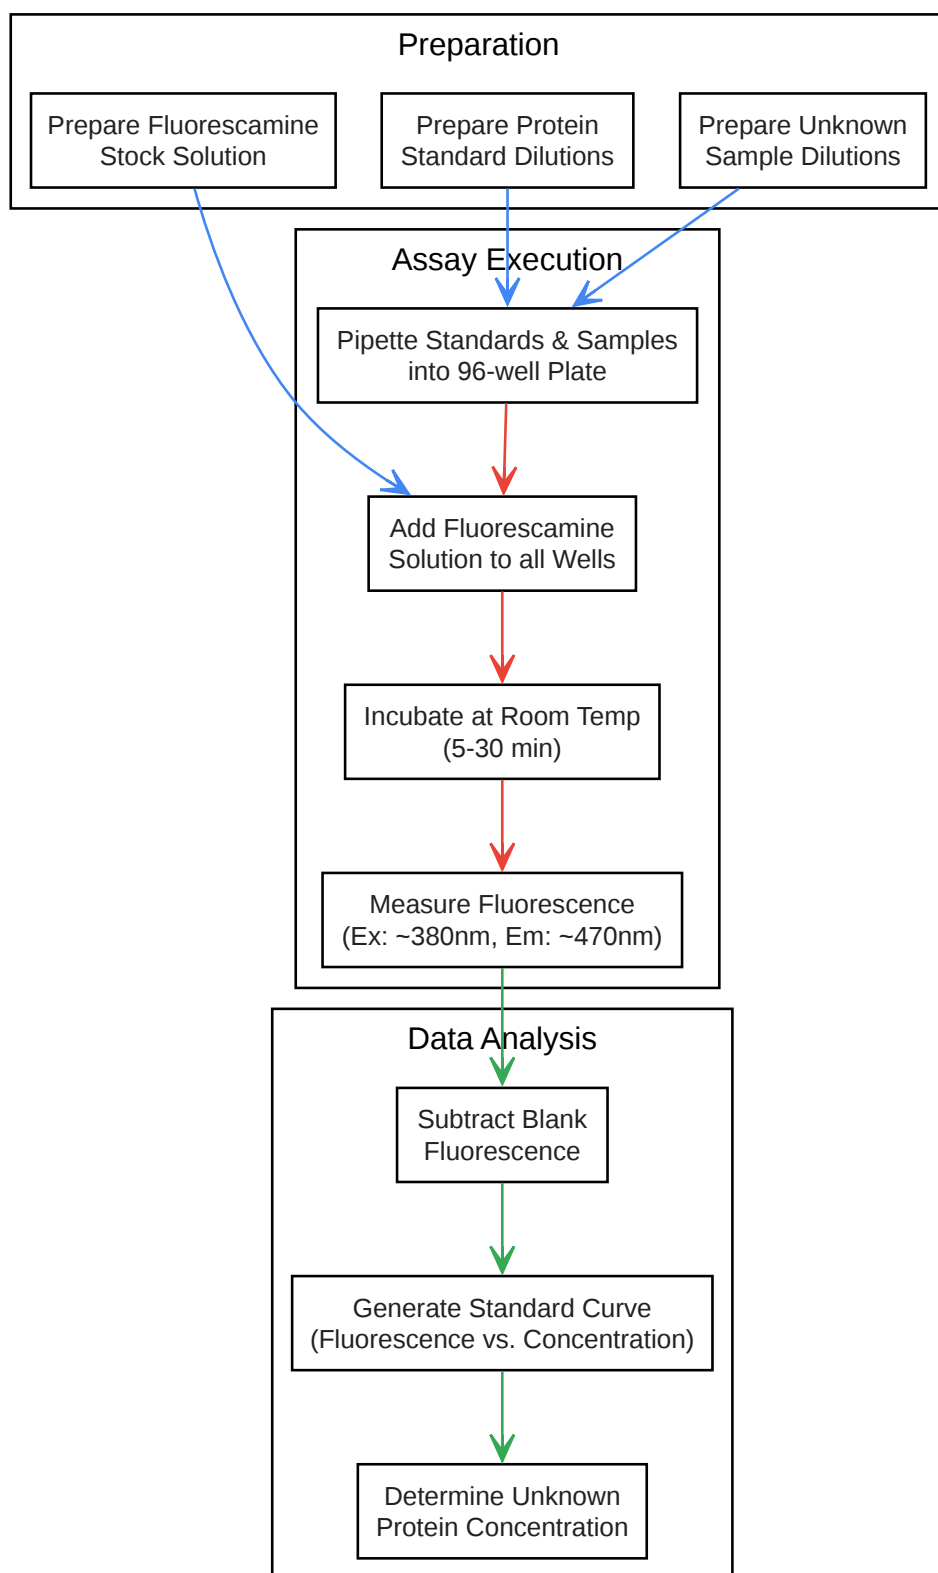 Preparation
Prepare Fluorescamine
Stock Solution
Prepare Protein
Standard Dilutions
Prepare Unknown
Sample Dilutions
Assay Execution
Pipette Standards & Samples
into 96-well Plate
Add Fluorescamine
Solution to all Wells
Incubate at Room Temp
(5-30 min)
Measure Fluorescence
(Ex: ~380nm, Em: ~470nm)
Data Analysis
Subtract Blank
Fluorescence
Generate Standard Curve
(Fluorescence vs. Concentration)
Determine Unknown
Protein Concentration